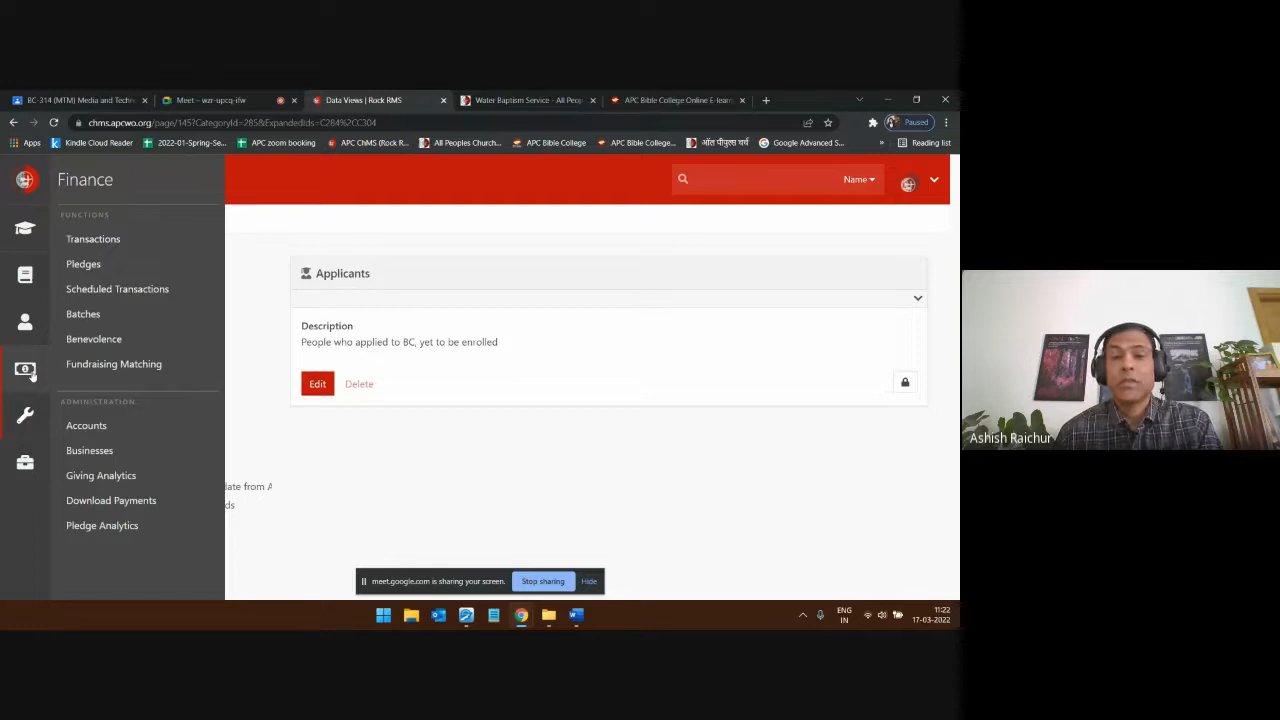 BC-314 (MTM) Media and Techn
Meet – wzr-upcq-ifw
Data Views | Rock RMS
Water Baptism Service - All Peop
APC Bible College Online E-learn
chms.apcwo.org/page/145?CategoryId=285&ExpandedIds=C284%2CC304
Paused
Apps
Kindle Cloud Reader
2022-01-Spring-Se...
APC zoom booking
APC ChMS (Rock R...
All Peoples Church...
APC Bible College
APC Bible College...
ऑल पीपुल्स चर्च
Google Advanced S...
»
Reading list
Finance
Name
FUNCTIONS
Transactions
Pledges
Scheduled Transactions
Batches
Benevolence
Fundraising Matching
ADMINISTRATION
Accounts
Businesses
Giving Analytics
Download Payments
Pledge Analytics
Applicants
Description
People who applied to BC, yet to be enrolled
Edit
Delete
date from A
ds
meet.google.com is sharing your screen.
Stop sharing
Hide
ENG
IN
11:22
17-03-2022
Ashish Raichur